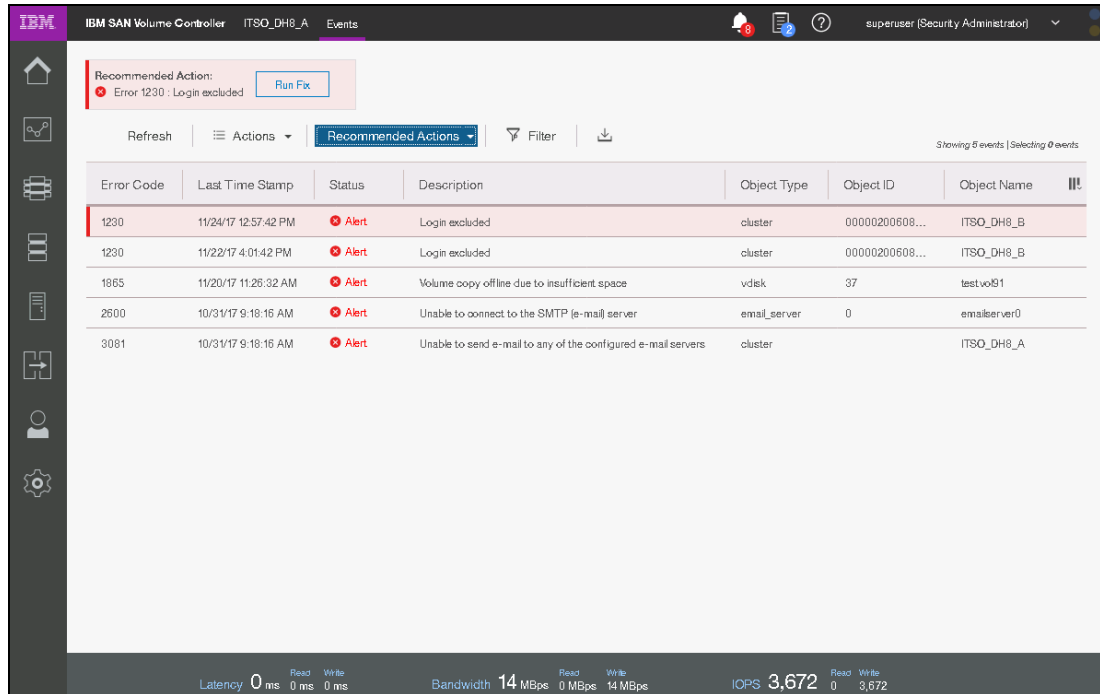 IBM IBM SAN Volume Controller ITSO_DH8_A Events 8 2 superuser (Security Administrator)
Recommended Action:
Error 1230 : Login excluded Run Fix
Refresh Actions Recommended Actions Filter
Showing 5 events | Selecting 0 events
Error Code Last Time Stamp Status Description Object Type Object ID Object Name
1230 11/24/17 12:57:42 PM Alert Login excluded cluster 00000200608... ITSO_DH8_B
1230 11/22/17 4:01:42 PM Alert Login excluded cluster 00000200608... ITSO_DH8_B
1865 11/20/17 11:26:32 AM Alert Volume copy offline due to insufficient space vdisk 37 testvol91
2600 10/31/17 9:18:16 AM Alert Unable to connect to the SMTP (e-mail) server email_server 0 emailserver0
3081 10/31/17 9:18:16 AM Alert Unable to send e-mail to any of the configured e-mail servers cluster ITSO_DH8_A
Read Write Read Write Read Write
Latency 0 ms 0 ms 0 ms Bandwidth 14 MBps 0 MBps 14 MBps IOPS 3,672 0 3,672